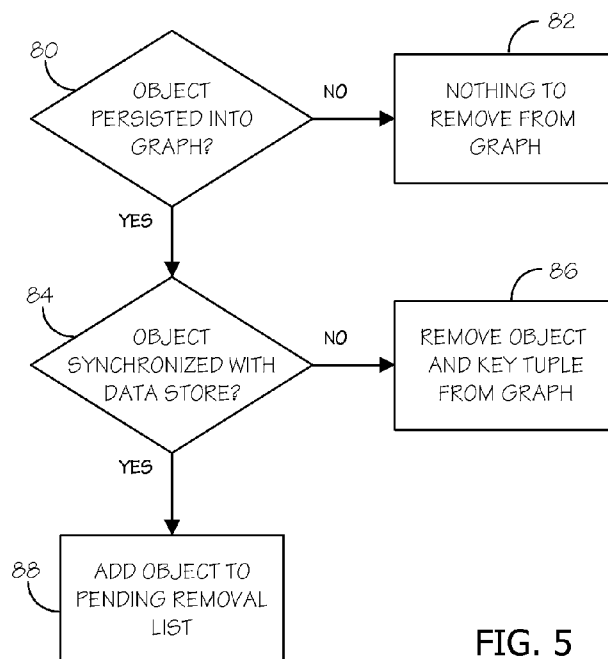 80
OBJECT
PERSISTED INTO
GRAPH?
NO
82
NOTHING TO
REMOVE FROM
GRAPH
YES
84
OBJECT
SYNCHRONIZED WITH
DATA STORE?
NO
86
REMOVE OBJECT
AND KEY TUPLE
FROM GRAPH
YES
88
ADD OBJECT TO
PENDING REMOVAL
LIST
FIG. 5